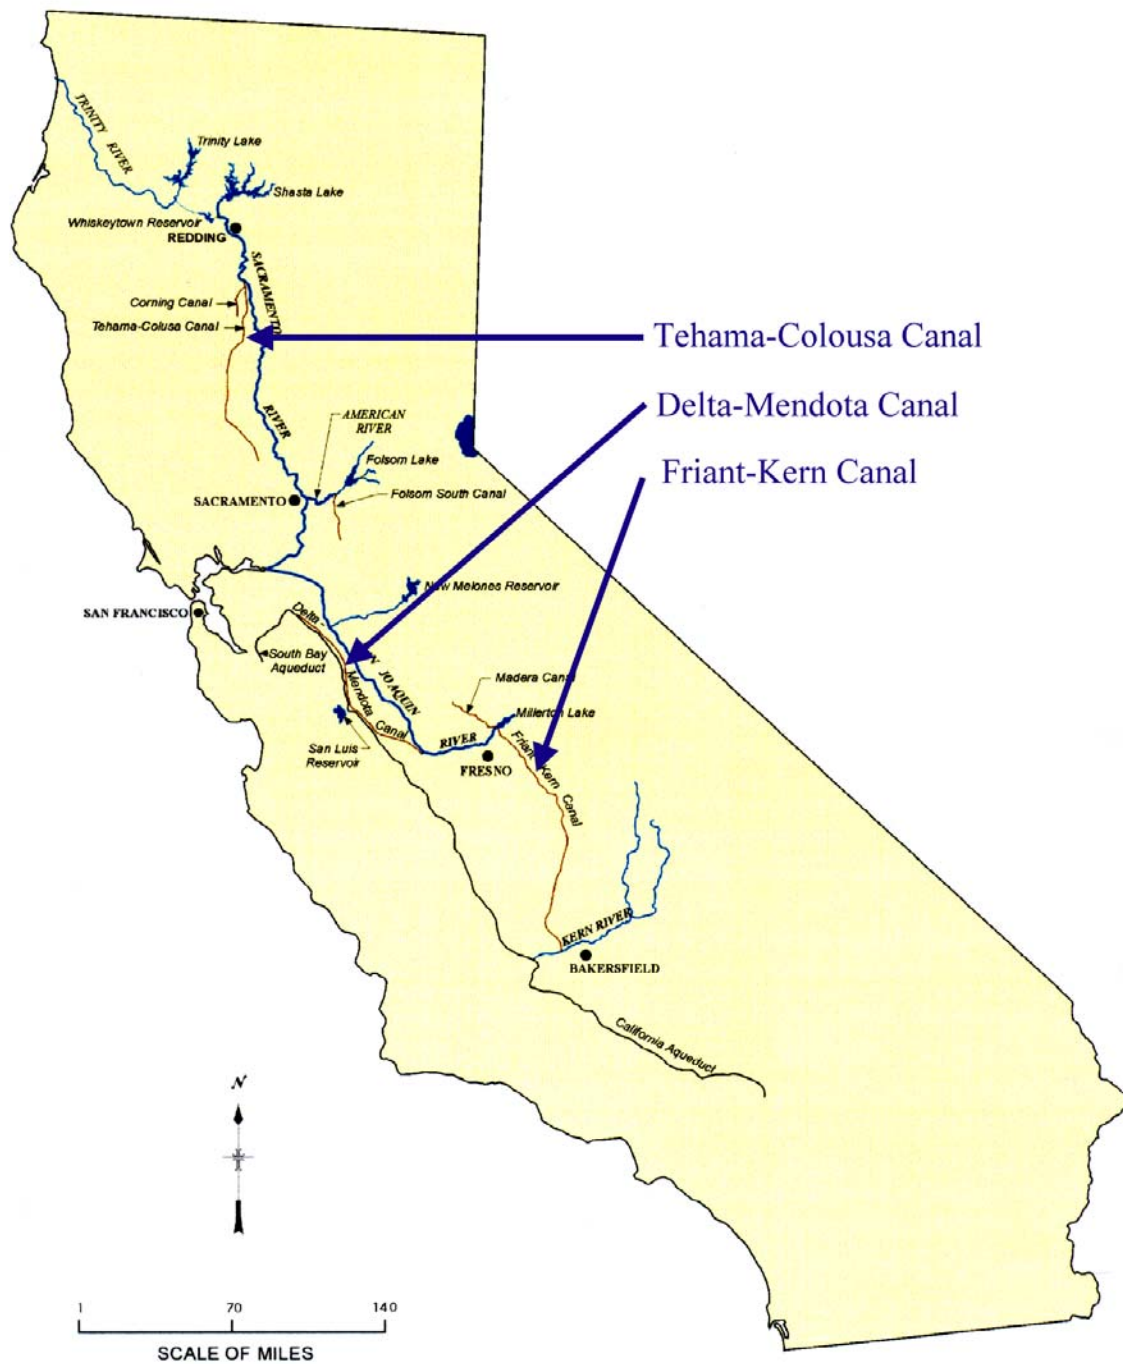 TRINITY RIVER
Trinity Lake
Shasta Lake
Whiskeytown Reservoir
REDDING
SACRAMENTO
RIVER
Corning Canal
Tehama-Colusa Canal
Tehama-Colousa Canal
Delta-Mendota Canal
Friant-Kern Canal
AMERICAN
RIVER
Folsom Lake
SACRAMENTO
Folsom South Canal
New Melones Reservoir
SAN FRANCISCO
Delta-
Mendota
Canal
South Bay
Aqueduct
N JOAQUIN
RIVER
Madera Canal
Millerton Lake
San Luis
Reservoir
FRESNO
Friant-Kern Canal
KERN RIVER
BAKERSFIELD
California Aqueduct
N
1 70 140
SCALE OF MILES